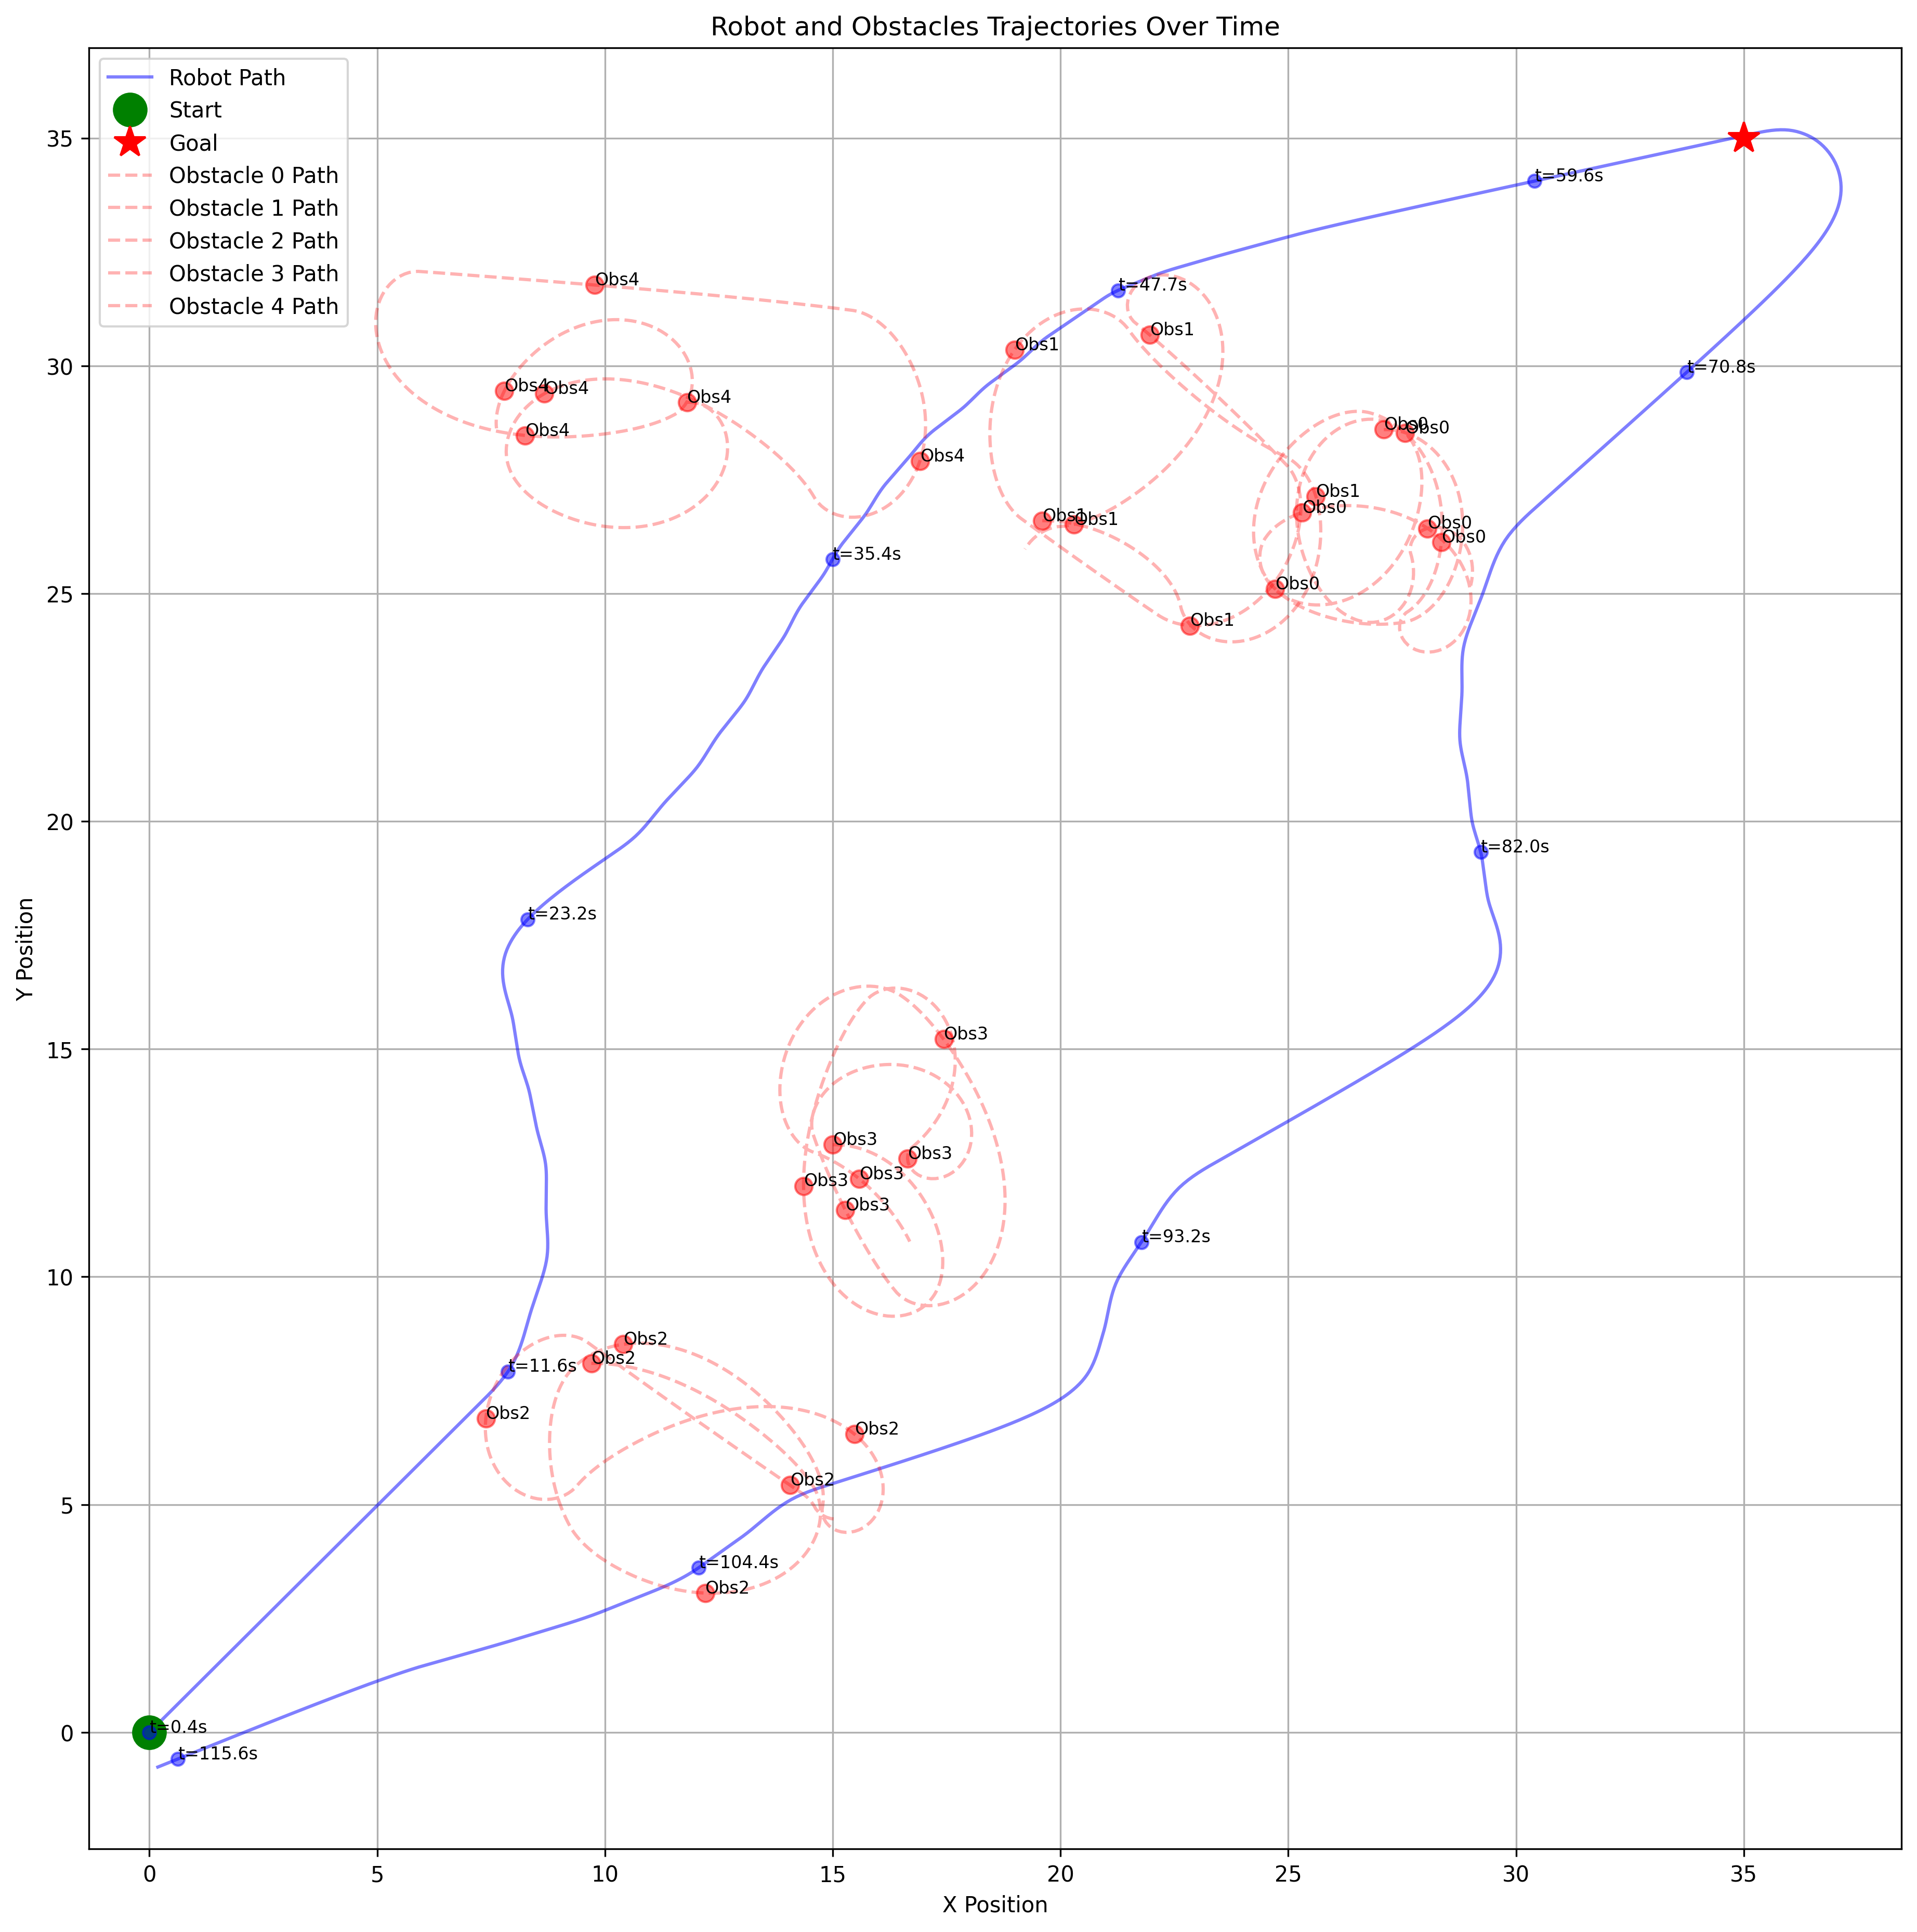 Robot and Obstacles Trajectories Over Time
Robot Path
Start
Goal
Obstacle 0 Path
Obstacle 1 Path
Obstacle 2 Path
Obstacle 3 Path
Obstacle 4 Path
35
30
25
20
15
10
5
0
Y Position
0
5
10
15
20
25
30
35
X Position
t=59.6s
Obs4
t=47.7s
Obs1
Obs1
t=70.8s
Obs4
Obs4
Obs4
Obs4
Obs4
Obs0
Obs0
Obs1
Obs0
Obs1
Obs1
Obs0
Obs0
t=35.4s
Obs0
Obs1
t=82.0s
t=23.2s
Obs3
Obs3
Obs3
Obs3
Obs3
Obs3
t=93.2s
Obs2
Obs2
t=11.6s
Obs2
Obs2
Obs2
t=104.4s
Obs2
t=0.4s
t=115.6s